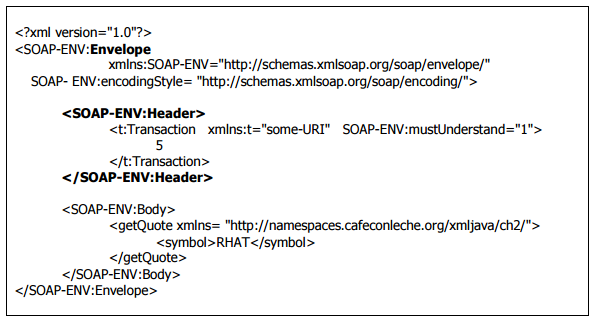 <?xml version="1.0"?>
<SOAP-ENV:Envelope
xmlns:SOAP-ENV="http://schemas.xmlsoap.org/soap/envelope/"
SOAP- ENV:encodingStyle= "http://schemas.xmlsoap.org/soap/encoding/">
<SOAP-ENV:Header>
<t:Transaction xmlns:t="some-URI" SOAP-ENV:mustUnderstand="1">
5
</t:Transaction>
</SOAP-ENV:Header>
<SOAP-ENV:Body>
<getQuote xmlns= "http://namespaces.cafeconleche.org/xmljava/ch2/">
<symbol>RHAT</symbol>
</getQuote>
</SOAP-ENV:Body>
</SOAP-ENV:Envelope>